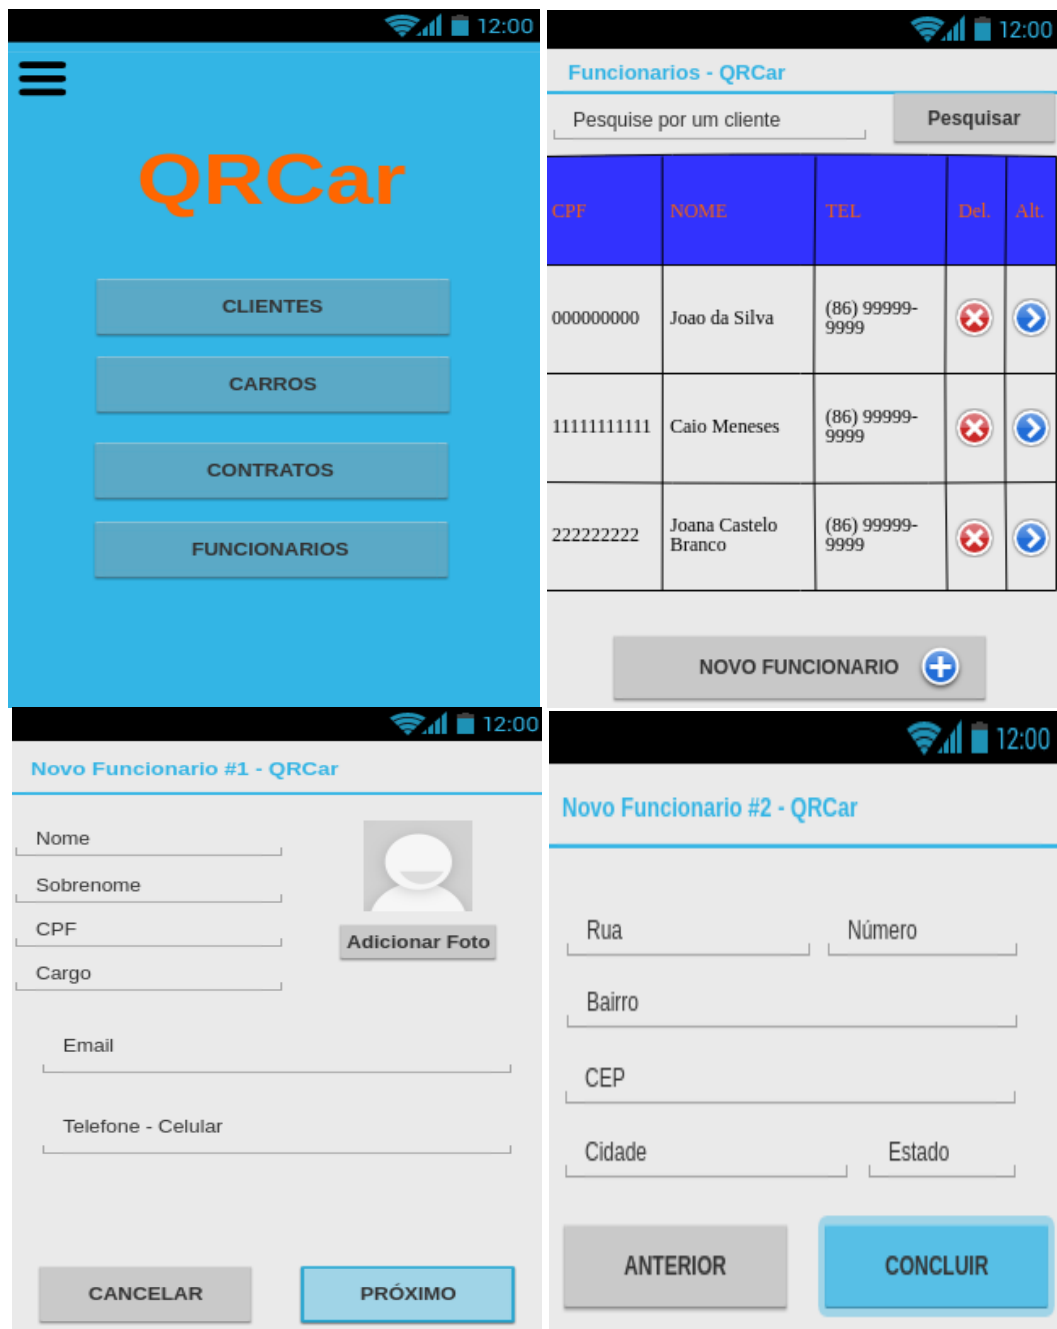 12:00
QRCar
CLIENTES
CARROS
CONTRATOS
FUNCIONARIOS
12:00
Funcionarios - QRCar
Pesquise por um cliente
Pesquisar
CPF NOME TEL Del. Alt.
000000000 Joao da Silva (86) 99999-
9999
11111111111 Caio Meneses (86) 99999-
9999
222222222 Joana Castelo (86) 99999-
Branco 9999
NOVO FUNCIONARIO
12:00
Novo Funcionario #1 - QRCar
Nome
Sobrenome
CPF
Cargo
Adicionar Foto
Email
Telefone - Celular
CANCELAR
PRÓXIMO
12:00
Novo Funcionario #2 - QRCar
Rua Número
Bairro
CEP
Cidade Estado
ANTERIOR
CONCLUIR